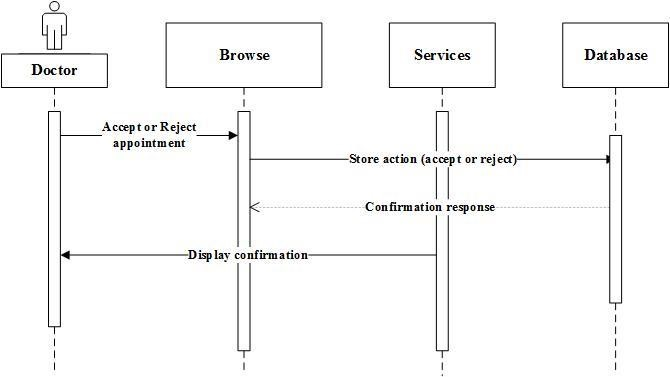 Doctor
Browse
Services
Database
Accept or Reject
appointment
Store action (accept or reject)
Confirmation response
Display confirmation